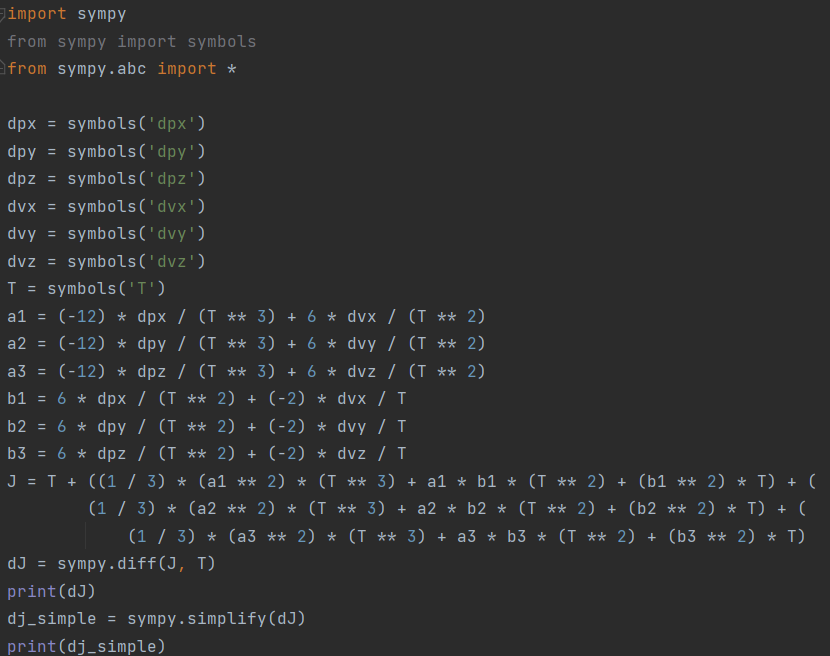 import sympy
from sympy import symbols
from sympy.abc import *
dpx = symbols('dpx')
dpy = symbols('dpy')
dpz = symbols('dpz')
dvx = symbols('dvx')
dvy = symbols('dvy')
dvz = symbols('dvz')
T = symbols('T')
a1 = (-12) * dpx / (T ** 3) + 6 * dvx / (T ** 2)
a2 = (-12) * dpy / (T ** 3) + 6 * dvy / (T ** 2)
a3 = (-12) * dpz / (T ** 3) + 6 * dvz / (T ** 2)
b1 = 6 * dpx / (T ** 2) + (-2) * dvx / T
b2 = 6 * dpy / (T ** 2) + (-2) * dvy / T
b3 = 6 * dpz / (T ** 2) + (-2) * dvz / T
J = T + ((1 / 3) * (a1 ** 2) * (T ** 3) + a1 * b1 * (T ** 2) + (b1 ** 2) * T) + (
(1 / 3) * (a2 ** 2) * (T ** 3) + a2 * b2 * (T ** 2) + (b2 ** 2) * T) + (
(1 / 3) * (a3 ** 2) * (T ** 3) + a3 * b3 * (T ** 2) + (b3 ** 2) * T)
dJ = sympy.diff(J, T)
print(dJ)
dj_simple = sympy.simplify(dJ)
print(dj_simple)